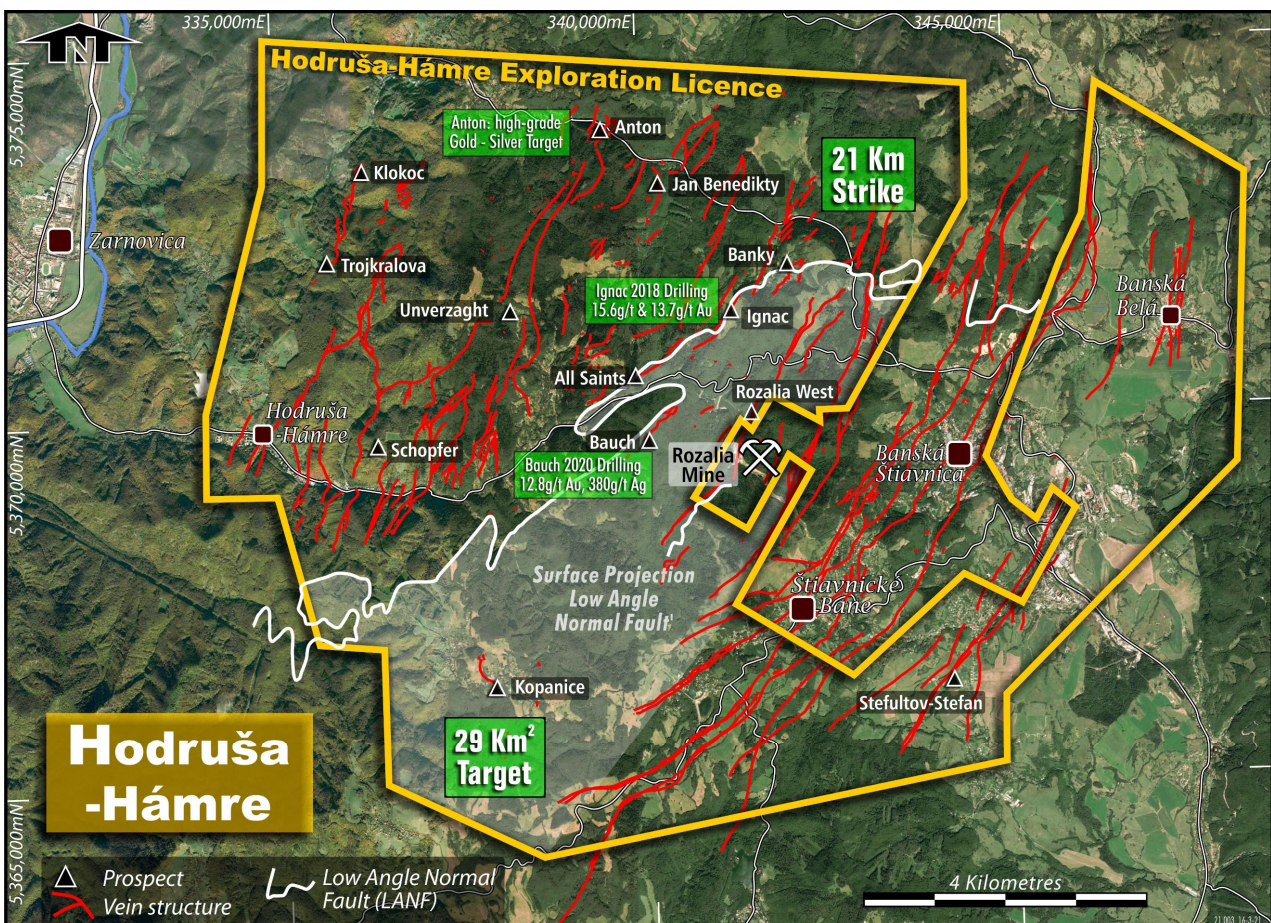 335,000mE
340,000mE
345,000mE
N
Hodruša-Hámre Exploration Licence
5,375,000mN
Anton: high-grade
Gold - Silver Target
Anton
21 Km
Strike
Klokoc
Jan Benedikty
Zarnovica
Trojkralova
Banky
Unverzaght
Ignac 2018 Drilling
15.6g/t & 13.7g/t Au
Ignac
Banská
Belá
All Saints
Rozalia West
Hodruša
-Hámre
Schopfer
Bauch
Rozalia
Mine
Banská
Štiavnica
Bauch 2020 Drilling
12.8g/t Au, 380g/t Ag
5,370,000mN
Surface Projection
Low Angle
Normal Fault
Štiavnické
Bane
Kopanice
Stefultov-Stefan
29 Km²
Target
Hodruša
-Hámre
5,365,000mN
Prospect
Vein structure
Low Angle Normal
Fault (LANF)
4 Kilometres
21.003_16-3-21